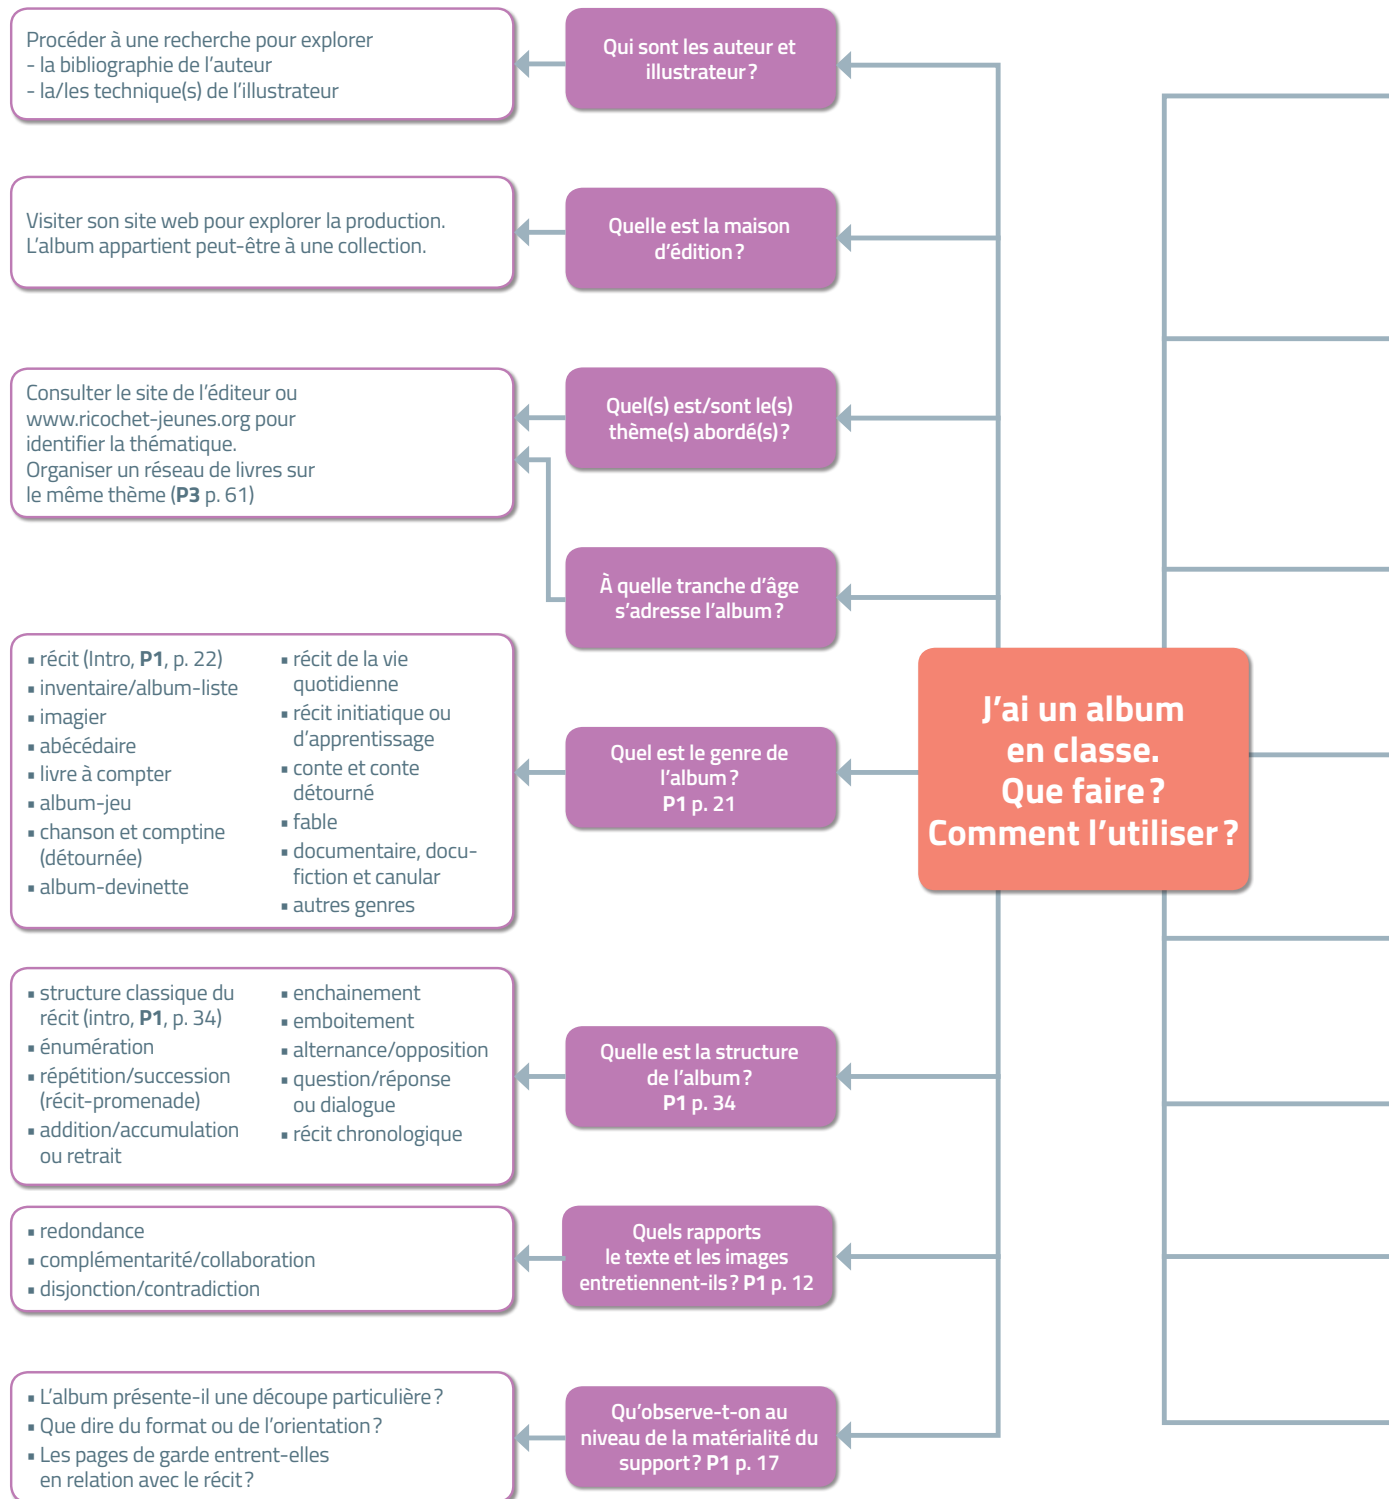 Procéder à une recherche pour explorer
- la bibliographie de l'auteur
- la/les technique(s) de l'illustrateur
Qui sont les auteur et
illustrateur ?
Visiter son site web pour explorer la production.
L'album appartient peut-être à une collection.
Quelle est la maison
d'édition ?
Consulter le site de l'éditeur ou
www.ricochet-jeunes.org pour
identifier la thématique.
Organiser un réseau de livres sur
le même thème (P3 p. 61)
Quel(s) est/sont le(s)
thème(s) abordé(s) ?
À quelle tranche d'âge
s'adresse l'album ?
▪ récit (Intro, P1, p. 22)
▪ inventaire/album-liste
▪ imagier
▪ abécédaire
▪ livre à compter
▪ album-jeu
▪ chanson et comptine
(détournée)
▪ album-devinette
▪ récit de la vie
quotidienne
▪ récit initiatique ou
d'apprentissage
▪ conte et conte
détourné
▪ fable
▪ documentaire, docu-
fiction et canular
▪ autres genres
Quel est le genre de
l'album ?
P1 p. 21
J'ai un album
en classe.
Que faire ?
Comment l'utiliser ?
▪ structure classique du
récit (intro, P1, p. 34)
▪ énumération
▪ répétition/succession
(récit-promenade)
▪ addition/accumulation
ou retrait
▪ enchainement
▪ emboitement
▪ alternance/opposition
▪ question/réponse
ou dialogue
▪ récit chronologique
Quelle est la structure
de l'album ?
P1 p. 34
▪ redondance
▪ complémentarité/collaboration
▪ disjonction/contradiction
Quels rapports
le texte et les images
entretiennent-ils ? P1 p. 12
▪ L'album présente-il une découpe particulière ?
▪ Que dire du format ou de l'orientation ?
▪ Les pages de garde entrent-elles
en relation avec le récit ?
Qu'observe-t-on au
niveau de la matérialité du
support ? P1 p. 17